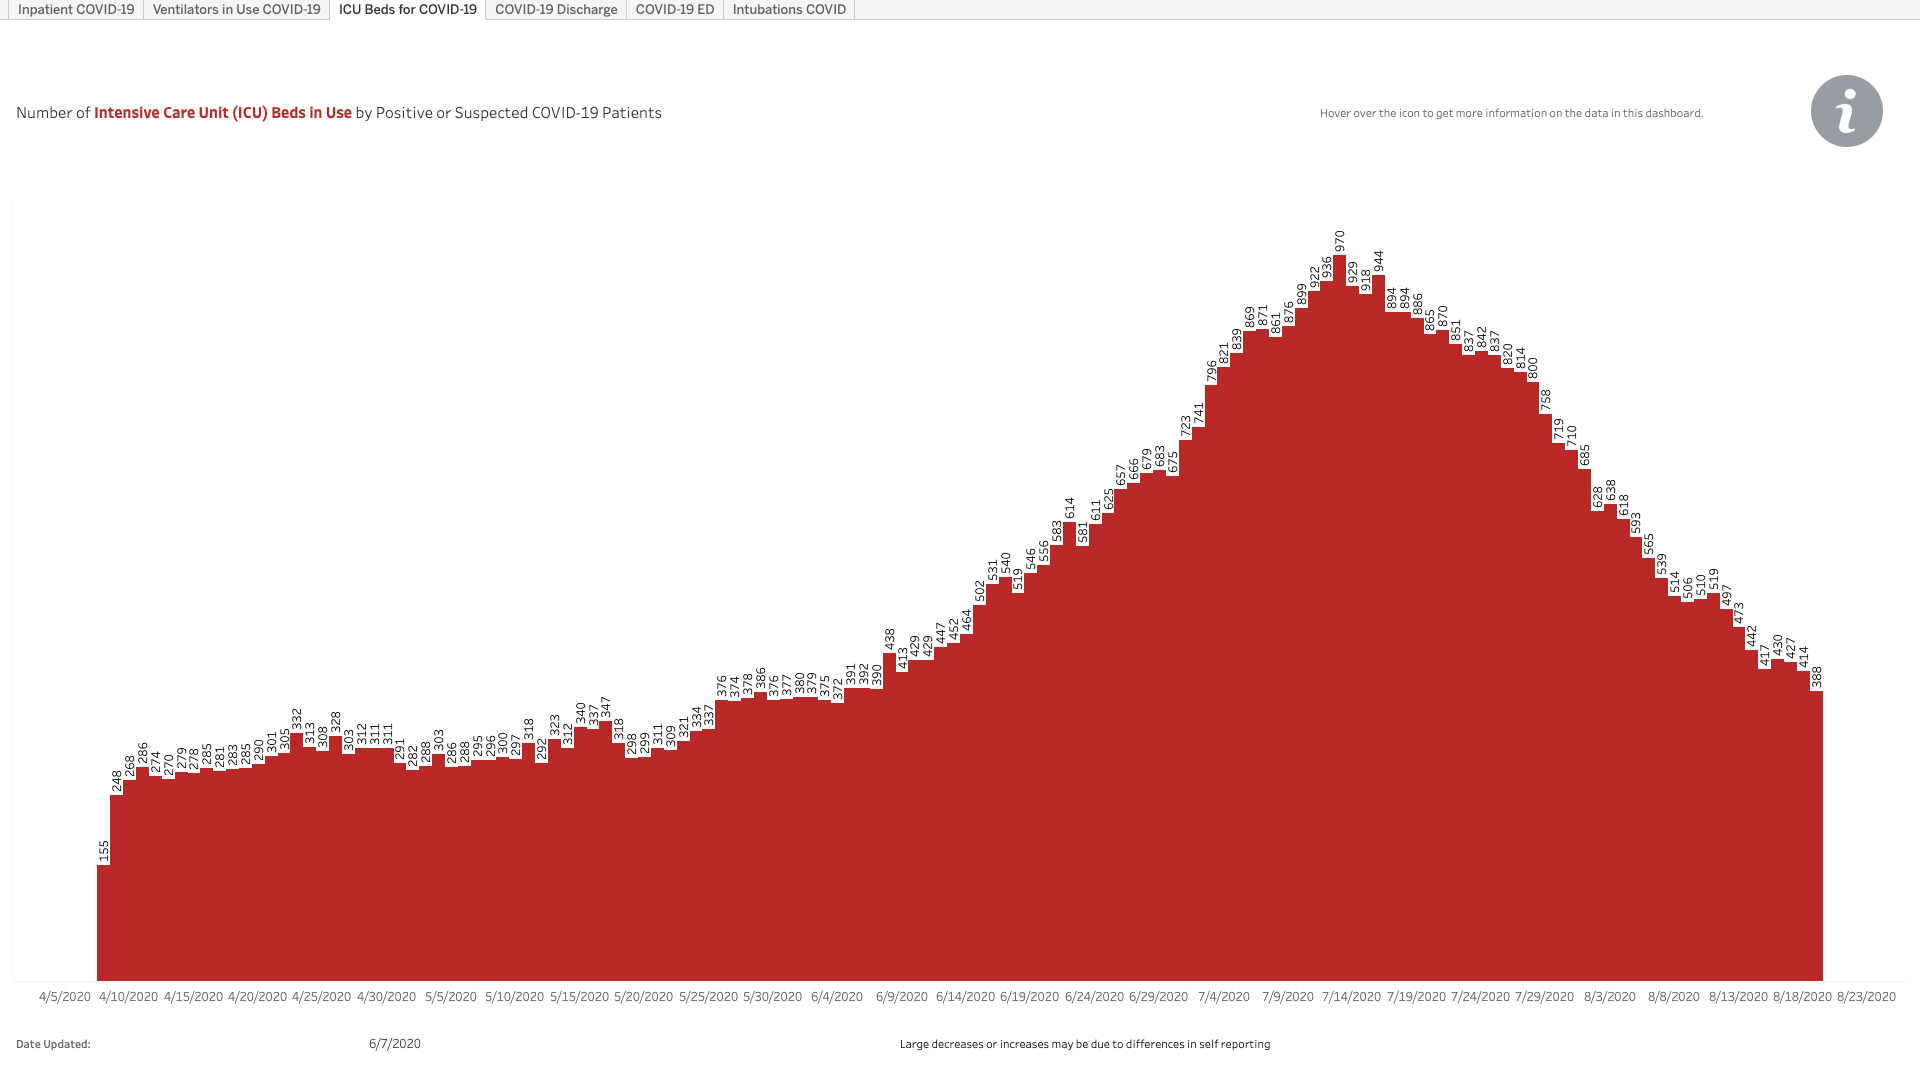 Inpatient COVID-19 Ventilators in Use COVID-19 ICU Beds for COVID-19 COVID-19 Discharge COVID-19 ED Intubations COVID
Number of Intensive Care Unit (ICU) Beds in Use by Positive or Suspected COVID-19 Patients
Hover over the icon to get more information on the data in this dashboard.
i
155 248 268 286 274 270 279 278 285 281 283 285 290 301 305 332 313 308 328 303 312 311 311 291 282 288 303 286 288 295 296 300 297 318 292 323 312 340 337 347 318 298 299 311 309 321 334 337 376 374 378 386 376 377 380 379 375 372 391 392 390 438 413 429 429 447 452 464 502 531 540 519 546 556 583 614 581 611 625 657 666 679 683 675 723 741 796 821 839 869 871 861 876 899 922 936 970 929 918 944 894 894 886 865 870 851 837 842 837 820 814 800 758 719 710 685 628 638 618 593 565 539 514 506 510 519 497 473 442 417 430 427 414 388
4/5/2020 4/10/2020 4/15/2020 4/20/2020 4/25/2020 4/30/2020 5/5/2020 5/10/2020 5/15/2020 5/20/2020 5/25/2020 5/30/2020 6/4/2020 6/9/2020 6/14/2020 6/19/2020 6/24/2020 6/29/2020 7/4/2020 7/9/2020 7/14/2020 7/19/2020 7/24/2020 7/29/2020 8/3/2020 8/8/2020 8/13/2020 8/18/2020 8/23/2020
Date Updated: 6/7/2020
Large decreases or increases may be due to differences in self reporting